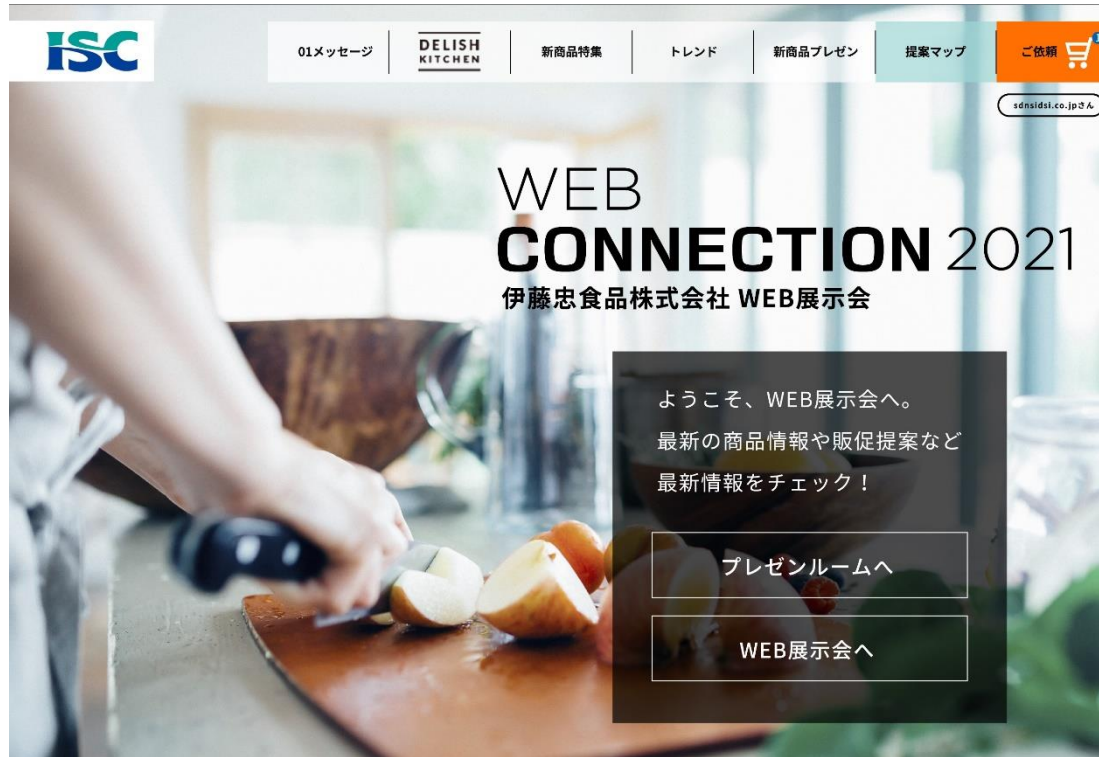 ISC
01メッセージ
DELISH
KITCHEN
新商品特集
トレンド
新商品プレゼン
提案マップ
ご依頼
sdnsidsi.co.jpさん
WEB
CONNECTION 2021
伊藤忠食品株式会社 WEB展示会
ようこそ、WEB展示会へ。
最新の商品情報や販促提案など
最新情報をチェック！
プレゼンルームへ
WEB展示会へ